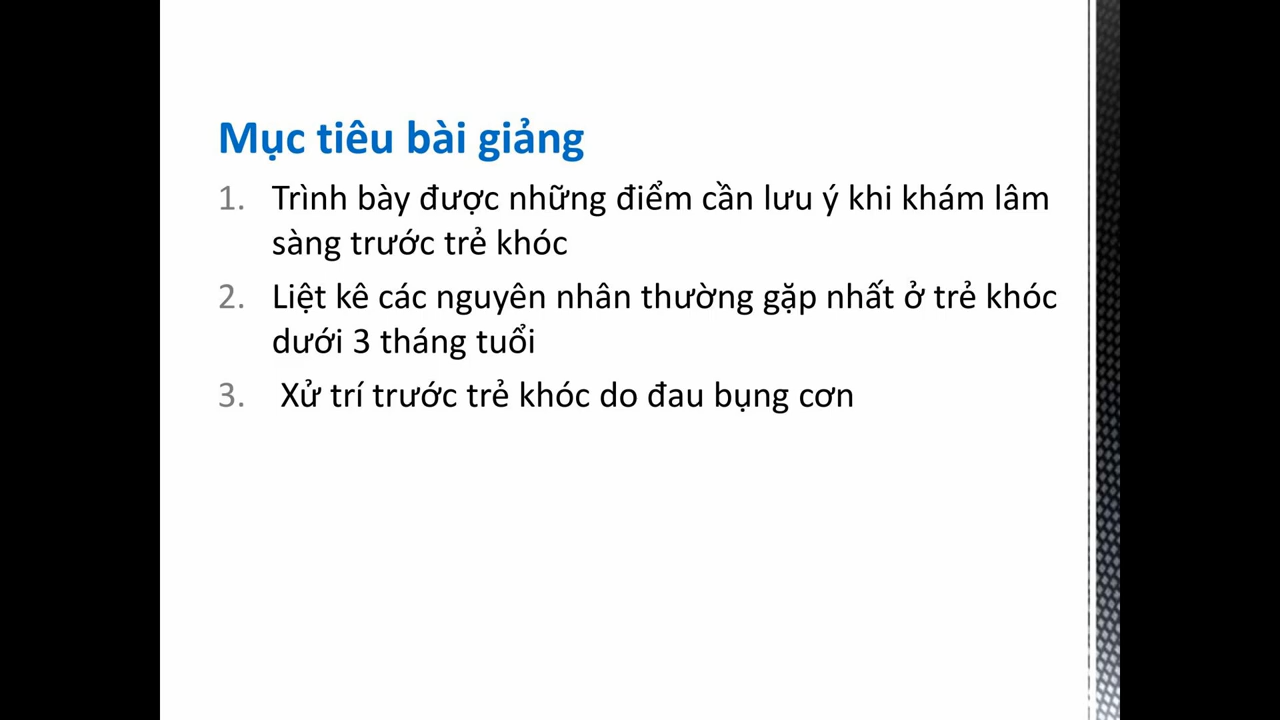 Mục tiêu bài giảng
1. Trình bày được những điểm cần lưu ý khi khám lâm
sàng trước trẻ khóc
2. Liệt kê các nguyên nhân thường gặp nhất ở trẻ khóc
dưới 3 tháng tuổi
3. Xử trí trước trẻ khóc do đau bụng cơn